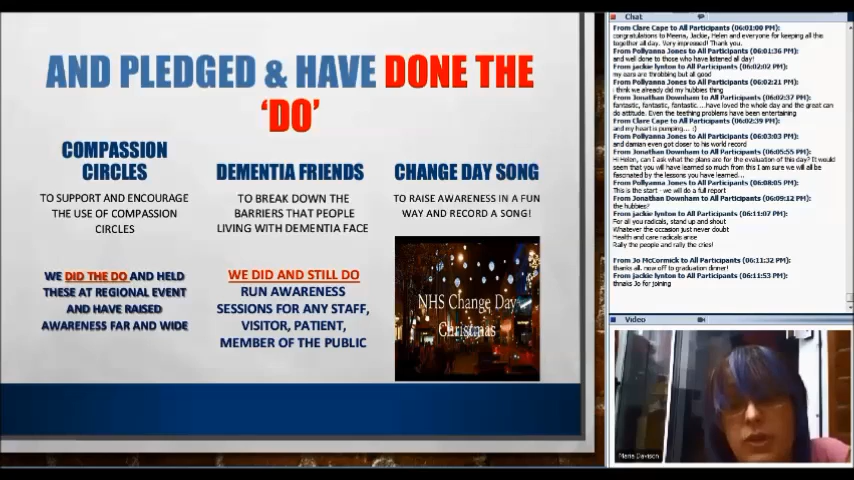 AND PLEDGED & HAVE DONE THE
‘DO’
COMPASSION
CIRCLES
TO SUPPORT AND ENCOURAGE
THE USE OF COMPASSION
CIRCLES
WE DID THE DO AND HELD
THESE AT REGIONAL EVENT
AND HAVE RAISED
AWARENESS FAR AND WIDE
DEMENTIA FRIENDS
TO BREAK DOWN THE
BARRIERS THAT PEOPLE
LIVING WITH DEMENTIA FACE
WE DID AND STILL DO
RUN AWARENESS
SESSIONS FOR ANY STAFF,
VISITOR, PATIENT,
MEMBER OF THE PUBLIC
CHANGE DAY SONG
TO RAISE AWARENESS IN A FUN
WAY AND RECORD A SONG!
NHS Change Day
Christmas
Chat
From Clare Cape to All Participants (06:01:00 PM):
congratulations to Meena, Jackie, Helen and everyone for keeping all this
together all day. Very impressed! Thank you.
From Pollyanna Jones to All Participants (06:01:36 PM):
and well done to those who have listened all day!
From jackie lynton to All Participants (06:02:02 PM):
my ears are throbbing but all good
From Pollyanna Jones to All Participants (06:02:21 PM):
i think we already did my hubbies thing
From Jonathan Downham to All Participants (06:02:37 PM):
fantastic, fantastic, fantastic....have loved the whole day and the great can
do attitude. Even the teething problems have been entertaining
From Clare Cape to All Participants (06:02:39 PM):
and my heart is pumping... :)
From Pollyanna Jones to All Participants (06:03:03 PM):
and damian even got closer to his world record
From Jonathan Downham to All Participants (06:05:55 PM):
Hi Helen, can I ask what the plans are for the evaluation of this day? It would
seem that you will have learned so much from this I am sure we will all be
fascinated by the lessons you have learned...
From Pollyanna Jones to All Participants (06:08:05 PM):
This is the start - we will do a full report
From Jonathan Downham to All Participants (06:09:12 PM):
the hubbies?
From jackie lynton to All Participants (06:11:07 PM):
For all you radicals, stand up and shout
Whatever the occasion just never doubt
Health and care radicals arise
Rally the people and rally the cries!
From Jo McCormick to All Participants (06:11:32 PM):
thanks all. now off to graduation dinner!
From jackie lynton to All Participants (06:11:53 PM):
thnaks Jo for joining
Video
Marie Davison